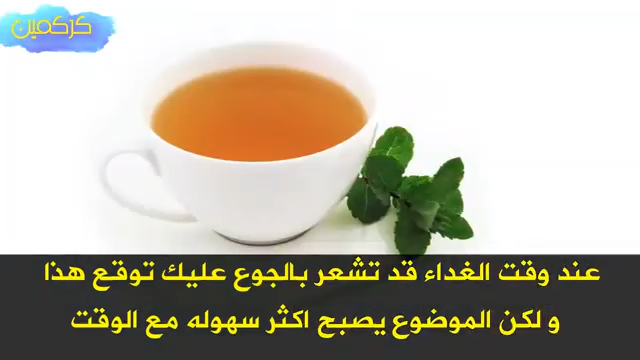 كركمين
عند وقت الغداء قد تشعر بالجوع عليك توقع هذا
و لكن الموضوع يصبح اكثر سهوله مع الوقت